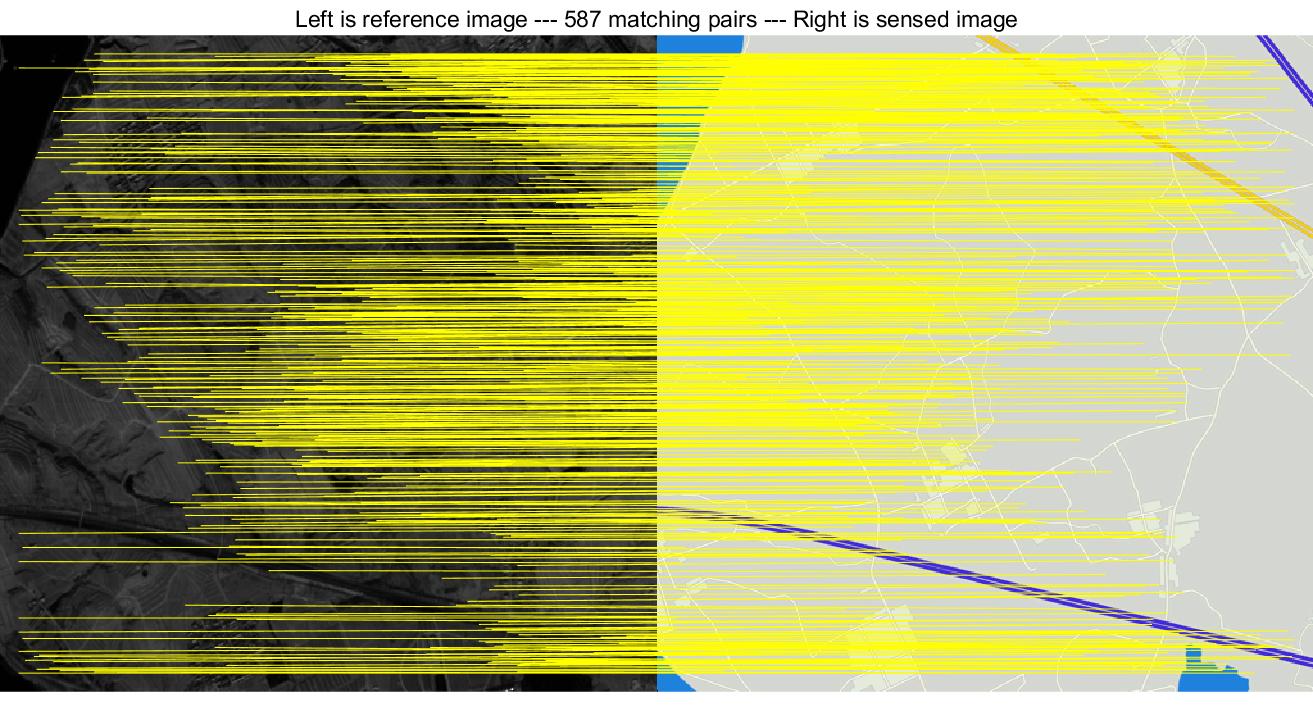 Left is reference image --- 587 matching pairs --- Right is sensed image